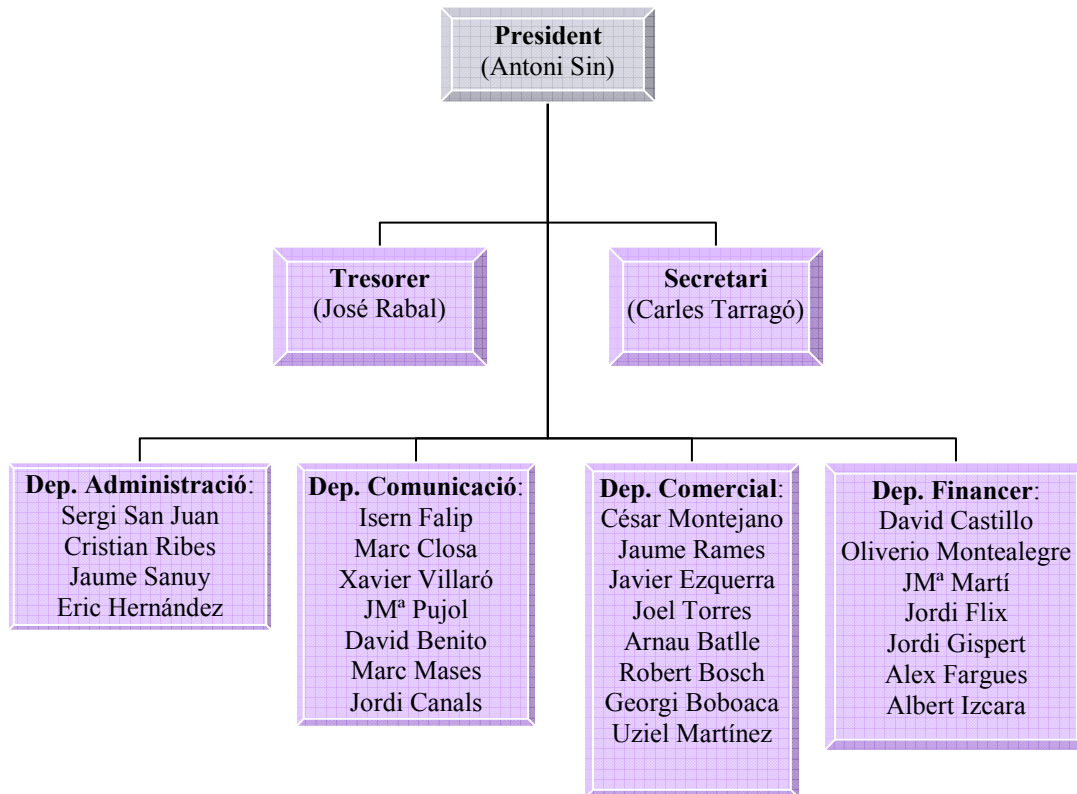 President
(Antoni Sin)
Tresorer
(José Rabal)
Secretari
(Carles Tarragó)
Dep. Administració:
Sergi San Juan
Cristian Ribes
Jaume Sanuy
Eric Hernández
Dep. Comunicació:
Isern Falip
Marc Closa
Xavier Villaró
JMª Pujol
David Benito
Marc Mases
Jordi Canals
Dep. Comercial:
César Montejano
Jaume Rames
Javier Ezquerra
Joel Torres
Arnau Batlle
Robert Bosch
Georgi Boboaca
Uziel Martínez
Dep. Financer:
David Castillo
Oliverio Montealegre
JMª Martí
Jordi Flix
Jordi Gispert
Alex Fargues
Albert Izcara